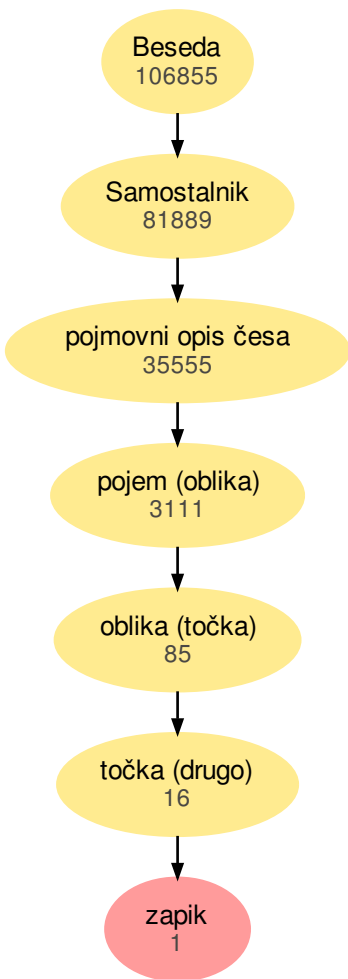 Beseda
106855
Samostalnik
81889
pojmovni opis česa
35555
pojem (oblika)
3111
oblika (točka)
85
točka (drugo)
16
zapik
1